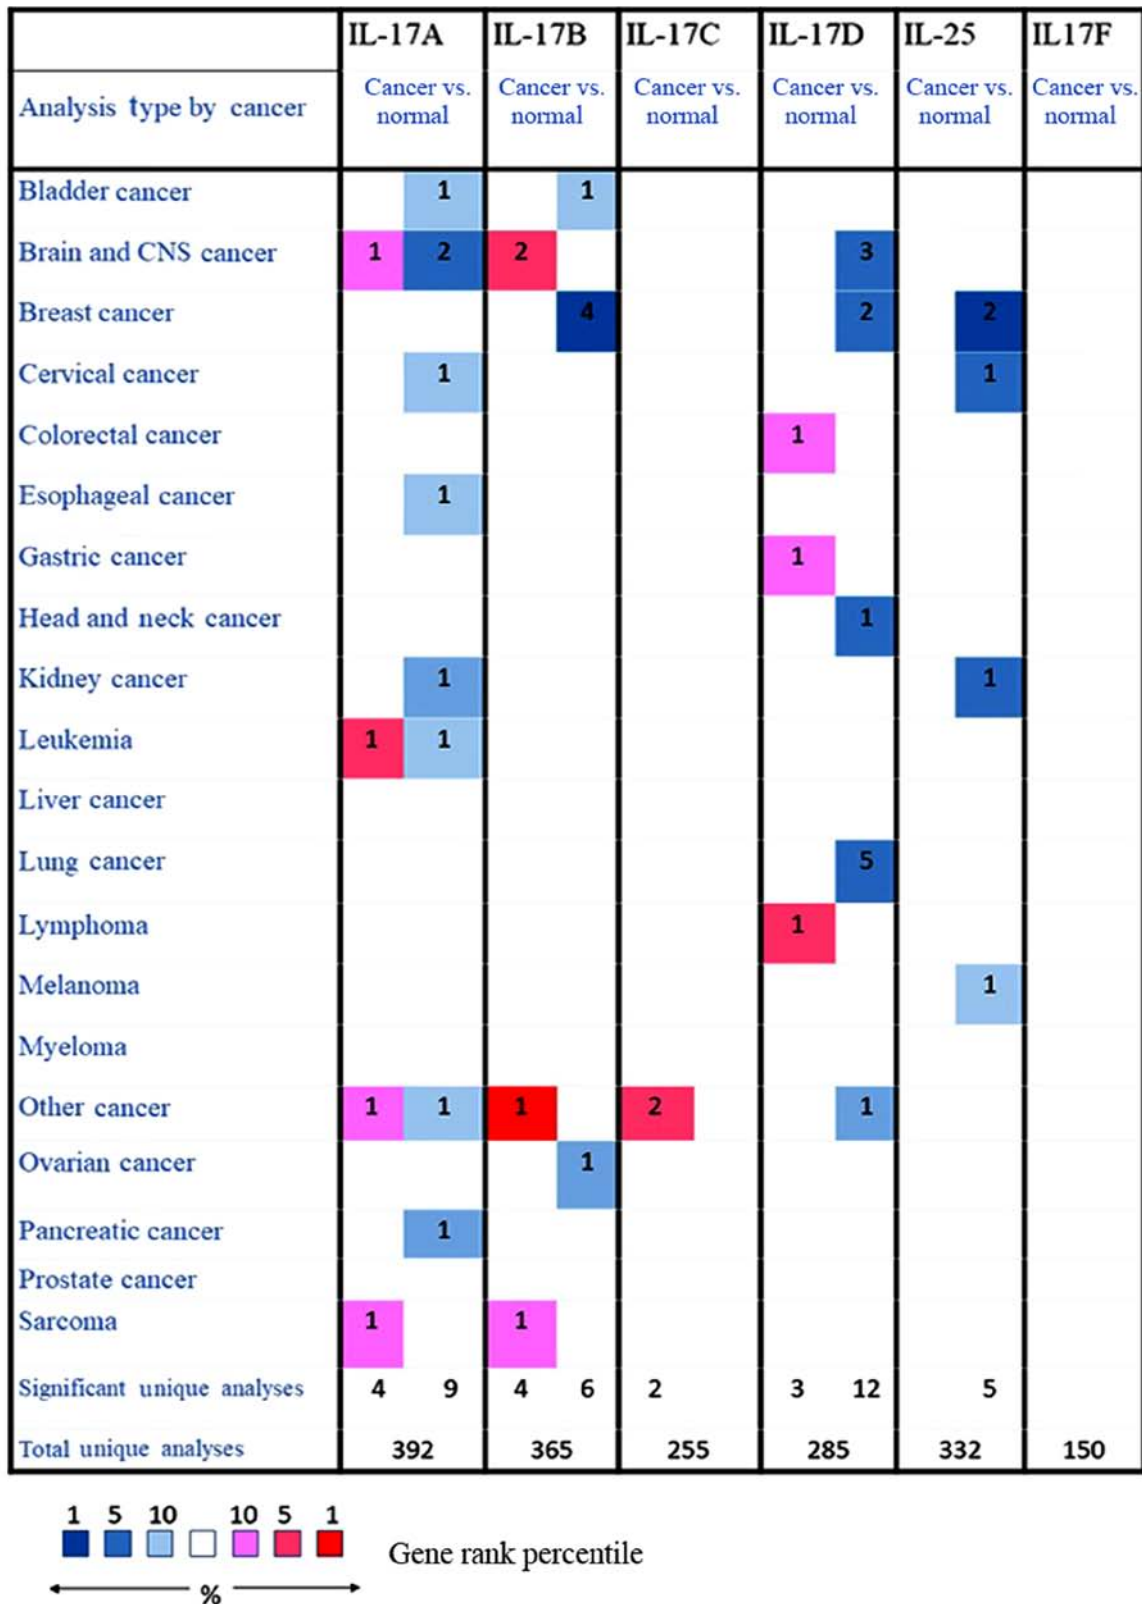 IL-17A IL-17B IL-17C IL-17D IL-25 IL17F
Analysis type by cancer Cancer vs. normal Cancer vs. normal Cancer vs. normal Cancer vs. normal Cancer vs. normal Cancer vs. normal
Bladder cancer 1 1
Brain and CNS cancer 1 2 2 3
Breast cancer 4 2 2
Cervical cancer 1 1
Colorectal cancer 1
Esophageal cancer 1
Gastric cancer 1
Head and neck cancer 1
Kidney cancer 1 1
Leukemia 1 1
Liver cancer
Lung cancer 5
Lymphoma 1
Melanoma 1
Myeloma
Other cancer 1 1 1 2 1
Ovarian cancer 1
Pancreatic cancer 1
Prostate cancer
Sarcoma 1 1
Significant unique analyses 4 9 4 6 2 3 12 5
Total unique analyses 392 365 255 285 332 150
1 5 10 10 5 1
Gene rank percentile
%